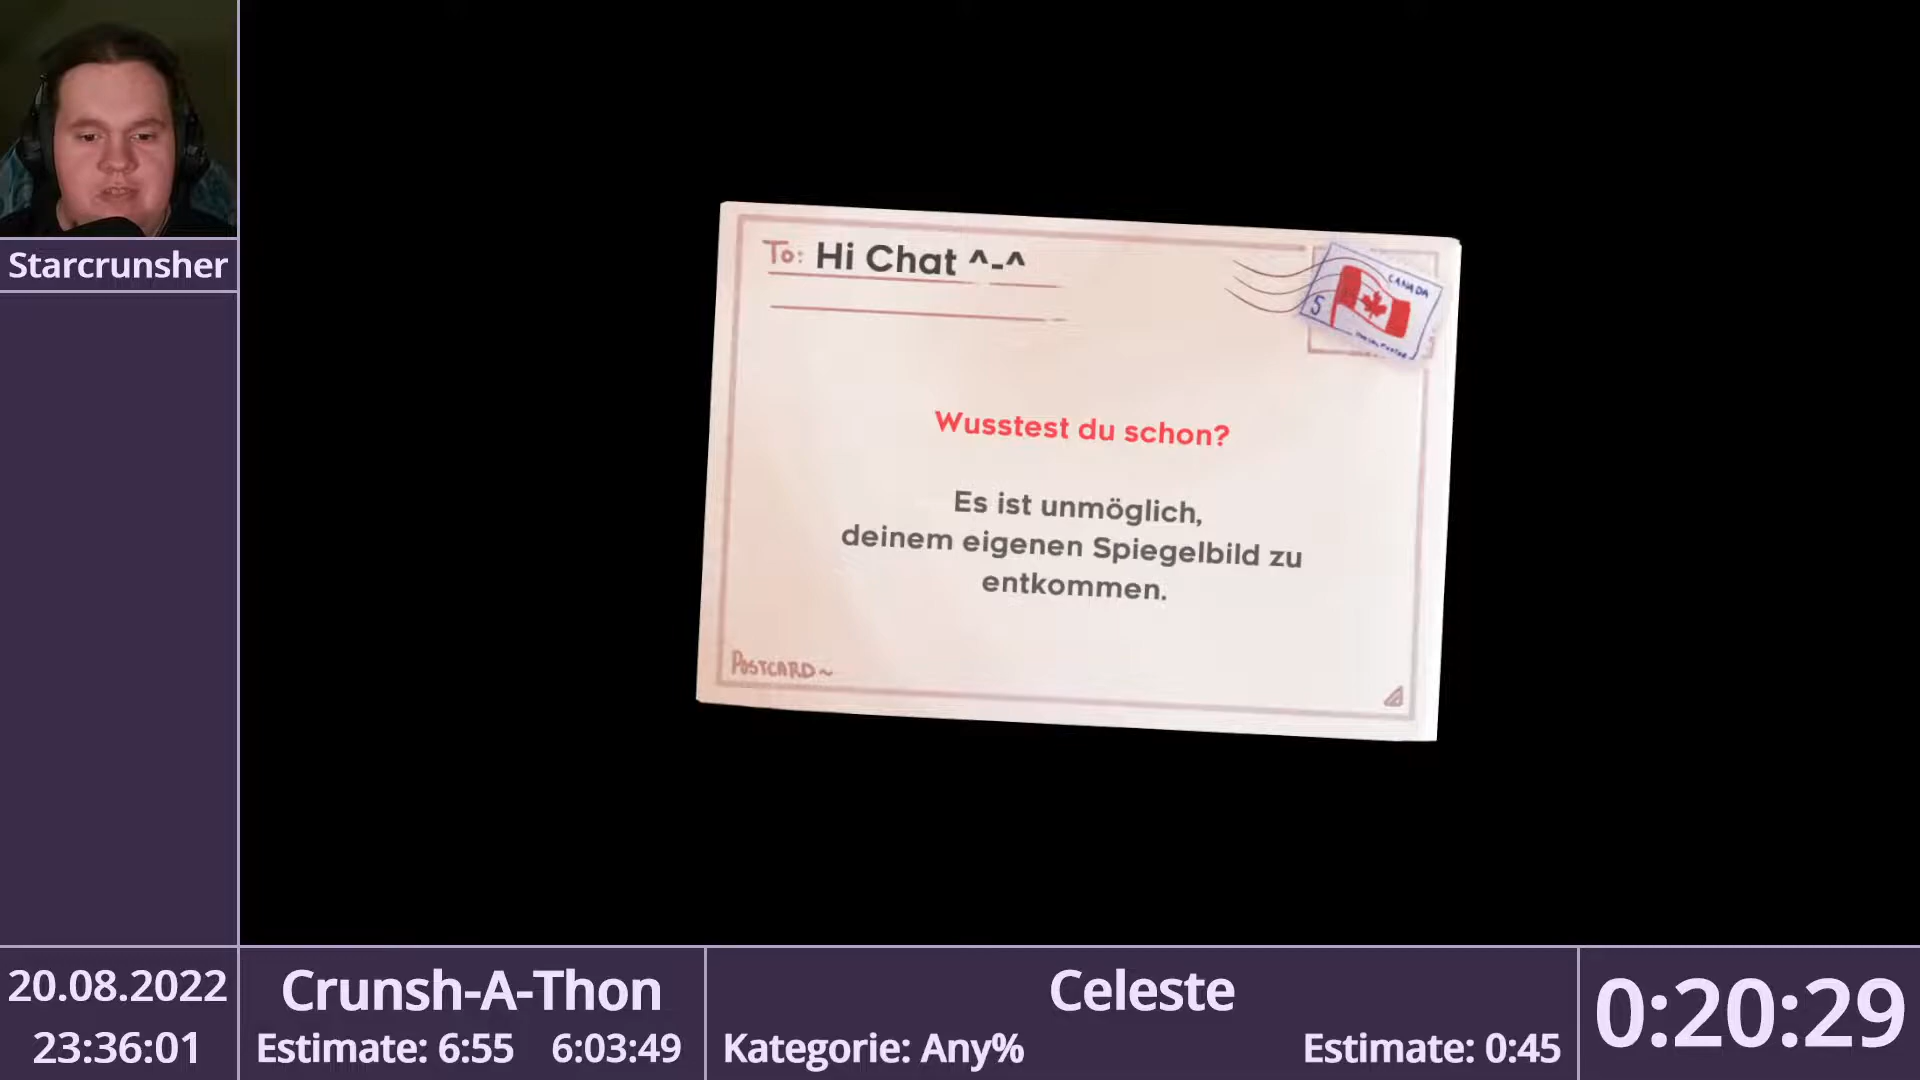 Starcrunsher
To: Hi Chat ^-^
CANADA
5
Wusstest du schon?
Es ist unmöglich,
deinem eigenen Spiegelbild zu
entkommen.
POSTCARD~
20.08.2022
23:36:01
Crunsh-A-Thon
Estimate: 6:55 6:03:49
Celeste
Kategorie: Any% Estimate: 0:45
0:20:29